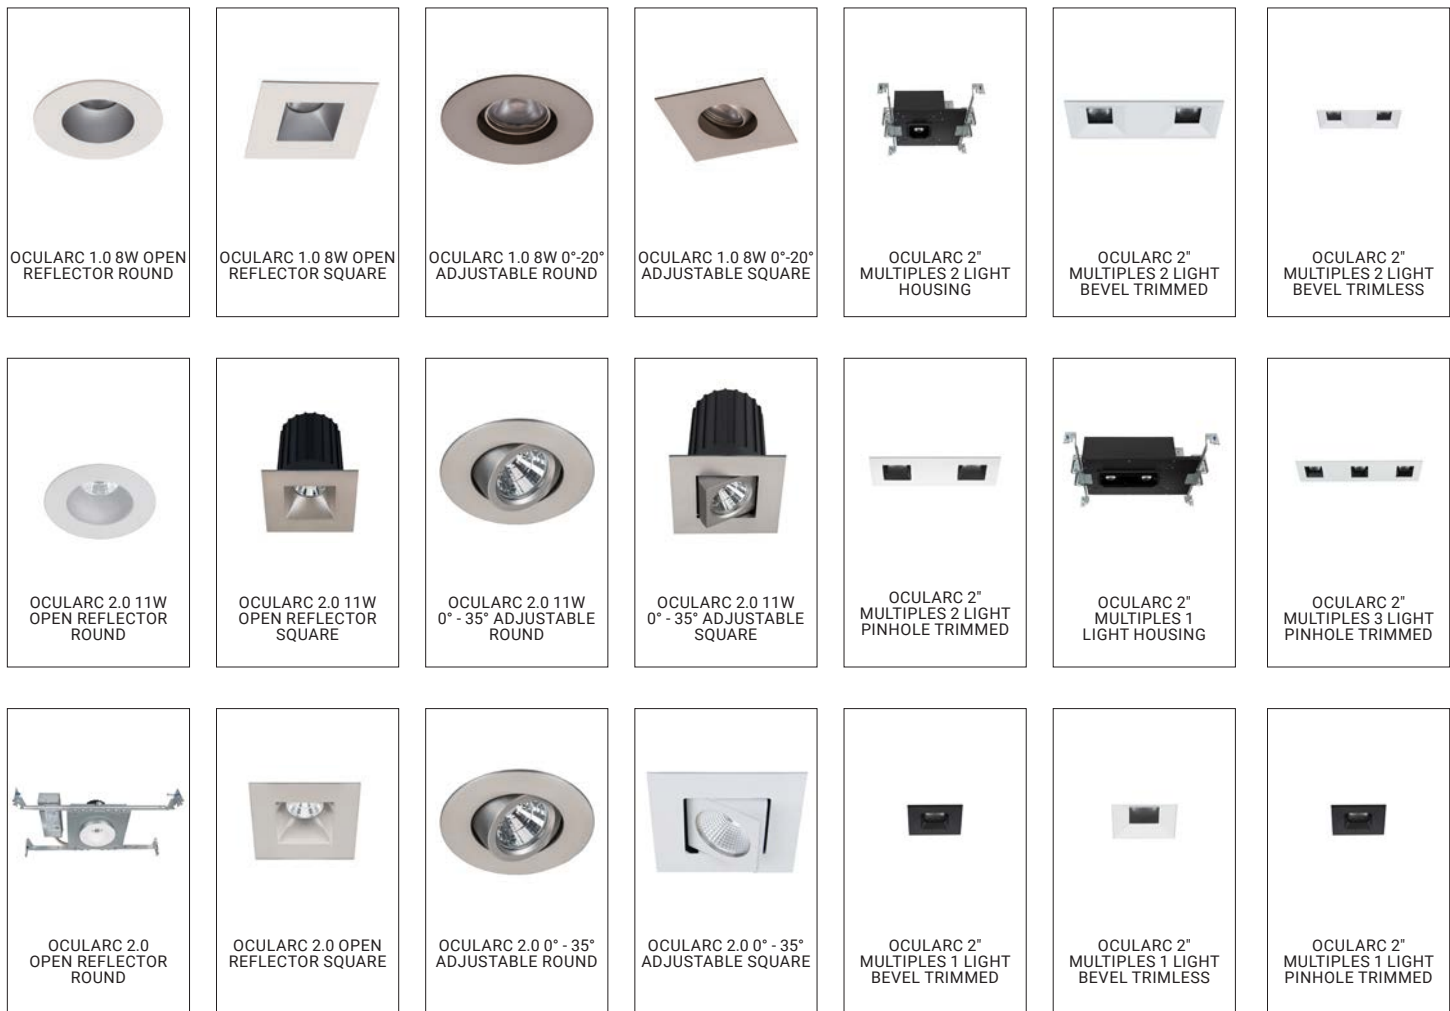 OCULARC 1.0 8W OPEN
REFLECTOR ROUND
OCULARC 1.0 8W OPEN
REFLECTOR SQUARE
OCULARC 1.0 8W 0°-20°
ADJUSTABLE ROUND
OCULARC 1.0 8W 0°-20°
ADJUSTABLE SQUARE
OCULARC 2"
MULTIPLES 2 LIGHT
HOUSING
OCULARC 2"
MULTIPLES 2 LIGHT
BEVEL TRIMMED
OCULARC 2"
MULTIPLES 2 LIGHT
BEVEL TRIMLESS
OCULARC 2.0 11W
OPEN REFLECTOR
ROUND
OCULARC 2.0 11W
OPEN REFLECTOR
SQUARE
OCULARC 2.0 11W
0° - 35° ADJUSTABLE
ROUND
OCULARC 2.0 11W
0° - 35° ADJUSTABLE
SQUARE
OCULARC 2"
MULTIPLES 2 LIGHT
PINHOLE TRIMMED
OCULARC 2"
MULTIPLES 1
LIGHT HOUSING
OCULARC 2"
MULTIPLES 3 LIGHT
PINHOLE TRIMMED
OCULARC 2.0
OPEN REFLECTOR
ROUND
OCULARC 2.0 OPEN
REFLECTOR SQUARE
OCULARC 2.0 0° - 35°
ADJUSTABLE ROUND
OCULARC 2.0 0° - 35°
ADJUSTABLE SQUARE
OCULARC 2"
MULTIPLES 1 LIGHT
BEVEL TRIMMED
OCULARC 2"
MULTIPLES 1 LIGHT
BEVEL TRIMLESS
OCULARC 2"
MULTIPLES 1 LIGHT
PINHOLE TRIMMED